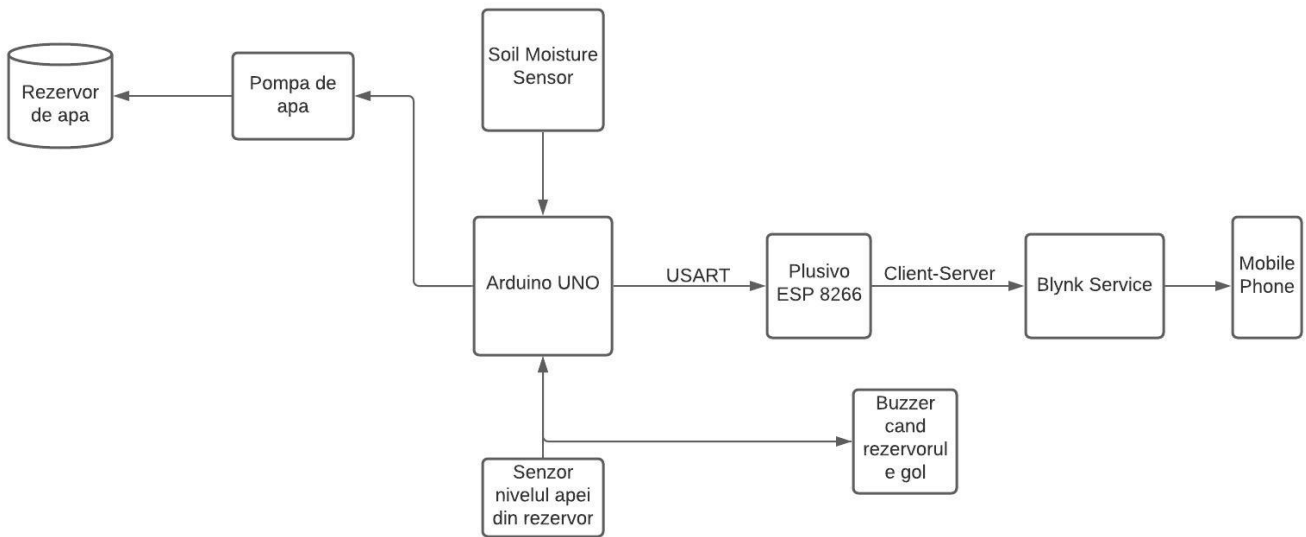 Rezervor
de apa
Pompa de
apa
Soil Moisture
Sensor
Arduino UNO
USART
Plusivo
ESP 8266
Client-Server
Blynk Service
Mobile
Phone
Buzzer
cand
rezervorul
e gol
Senzor
nivelul apei
din rezervor